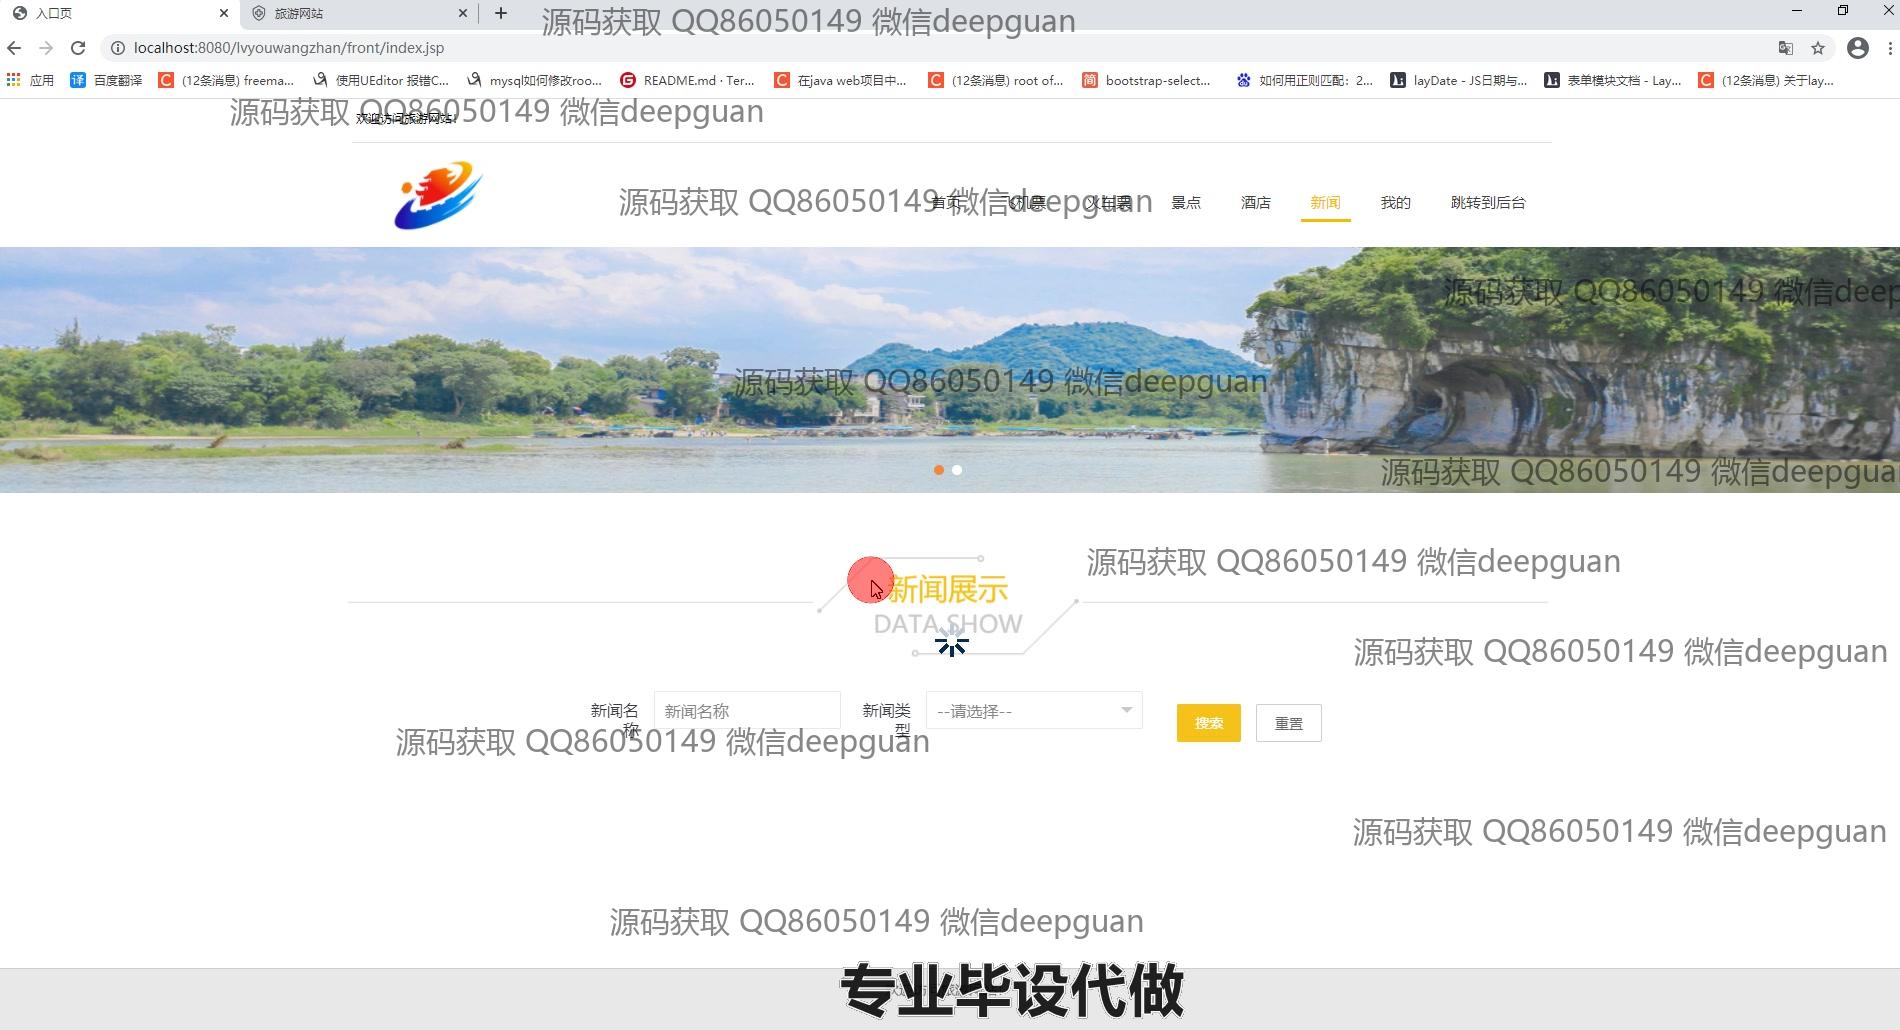 入口页
旅游网站
源码获取 QQ86050149 微信deepguan
localhost:8080/lvyouwangzhan/front/index.jsp
应用
百度翻译
(12条消息) freema...
使用UEditor 报错C...
mysql如何修改roo...
README.md · Ter...
在java web项目中...
(12条消息) root of...
bootstrap-select...
如何用正则匹配：2...
layDate - JS日期与...
表单模块文档 - Lay...
(12条消息) 关于lay...
源码获取 QQ86050149 微信deepguan
欢迎访问旅游网站!
源码获取 QQ86050149 微信deepguan
首页 飞机票 火车票 景点 酒店 新闻 我的 跳转到后台
源码获取 QQ86050149 微信deep
源码获取 QQ86050149 微信deepguan
源码获取 QQ86050149 微信deepgua
源码获取 QQ86050149 微信deepguan
新闻展示
DATA SHOW
源码获取 QQ86050149 微信deepguan
新闻名
称
新闻名称
新闻类
型
--请选择--
搜索
重置
源码获取 QQ86050149 微信deepguan
源码获取 QQ86050149 微信deepguan
源码获取 QQ86050149 微信deepguan
专业毕设代做